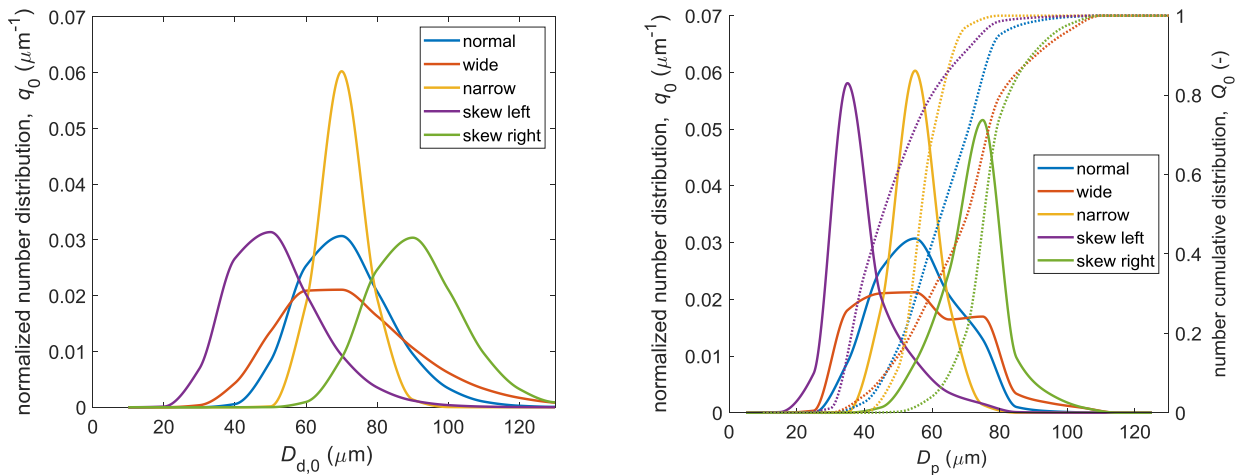 normalized number distribution, q₀ (μm⁻¹)
0.07
0.06
0.05
0.04
0.03
0.02
0.01
0
0 20 40 60 80 100 120
D_d,0 (μm)
normal
wide
narrow
skew left
skew right
normalized number distribution, q₀ (μm⁻¹)
0.07
0.06
0.05
0.04
0.03
0.02
0.01
0
0 20 40 60 80 100 120
D_p (μm)
normal
wide
narrow
skew left
skew right
1
0.8
0.6
0.4
0.2
0
number cumulative distribution, Q₀ (-)